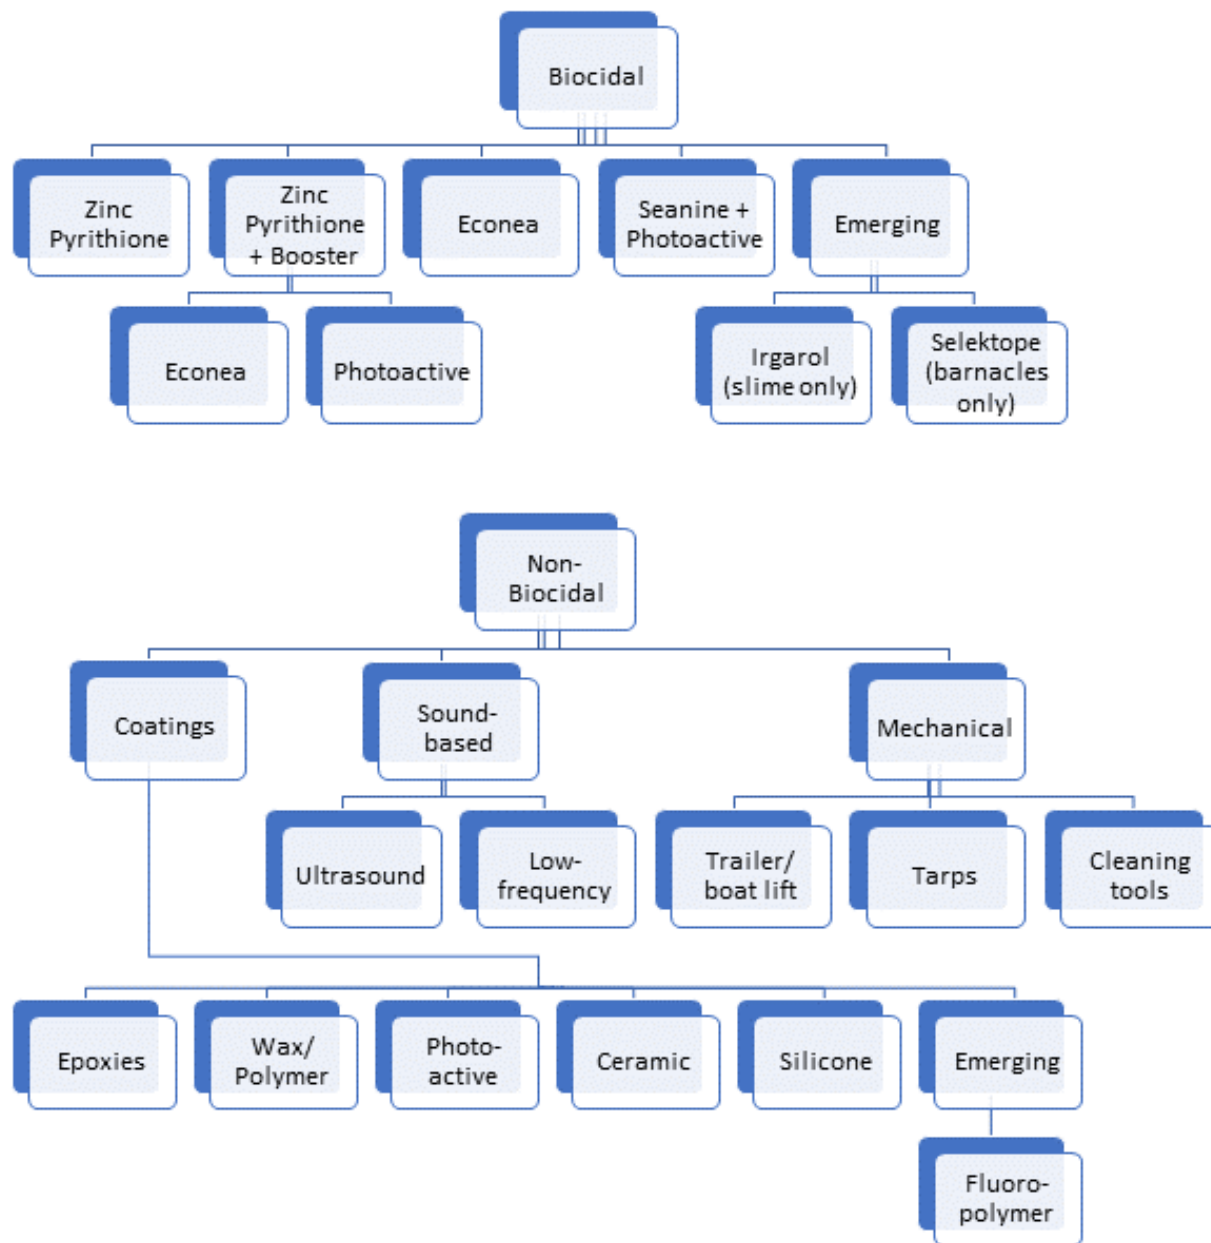 Biocidal
Zinc
Pyrithione
Zinc
Pyrithione
+ Booster
Econea
Seanine +
Photoactive
Emerging
Econea
Photoactive
Irgarol
(slime only)
Selektope
(barnacles
only)
Non-
Biocidal
Coatings
Sound-
based
Mechanical
Ultrasound
Low-
frequency
Trailer/
boat lift
Tarps
Cleaning
tools
Epoxies
Wax/
Polymer
Photo-
active
Ceramic
Silicone
Emerging
Fluoro-
polymer